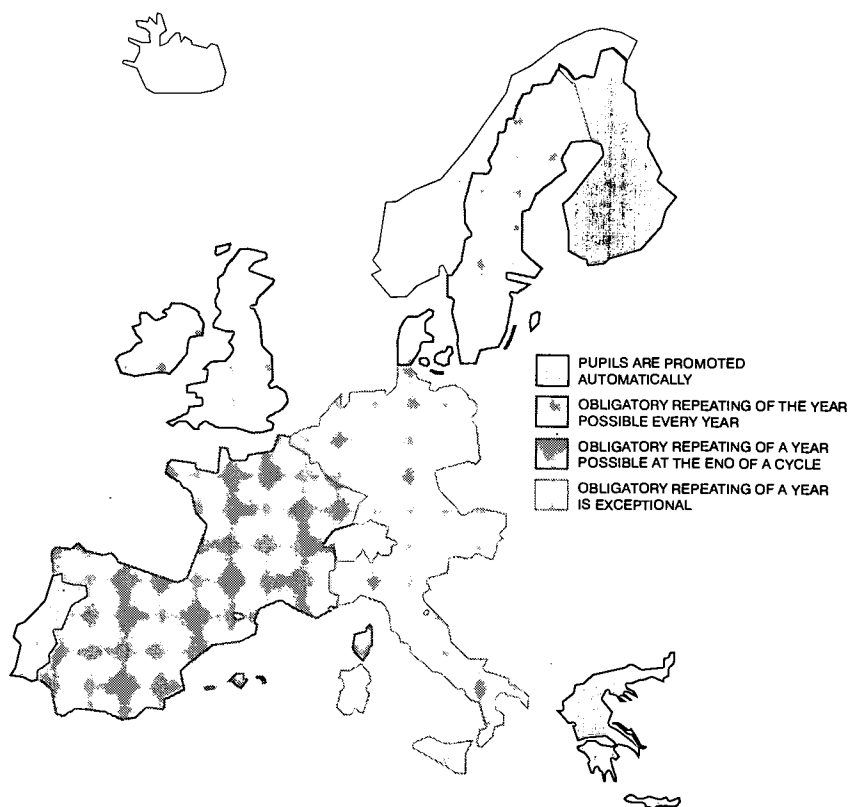 PUPILS ARE PROMOTED
AUTOMATICALLY
OBLIGATORY REPEATING OF THE YEAR
POSSIBLE EVERY YEAR
OBLIGATORY REPEATING OF A YEAR
POSSIBLE AT THE END OF A CYCLE
OBLIGATORY REPEATING OF A YEAR
IS EXCEPTIONAL